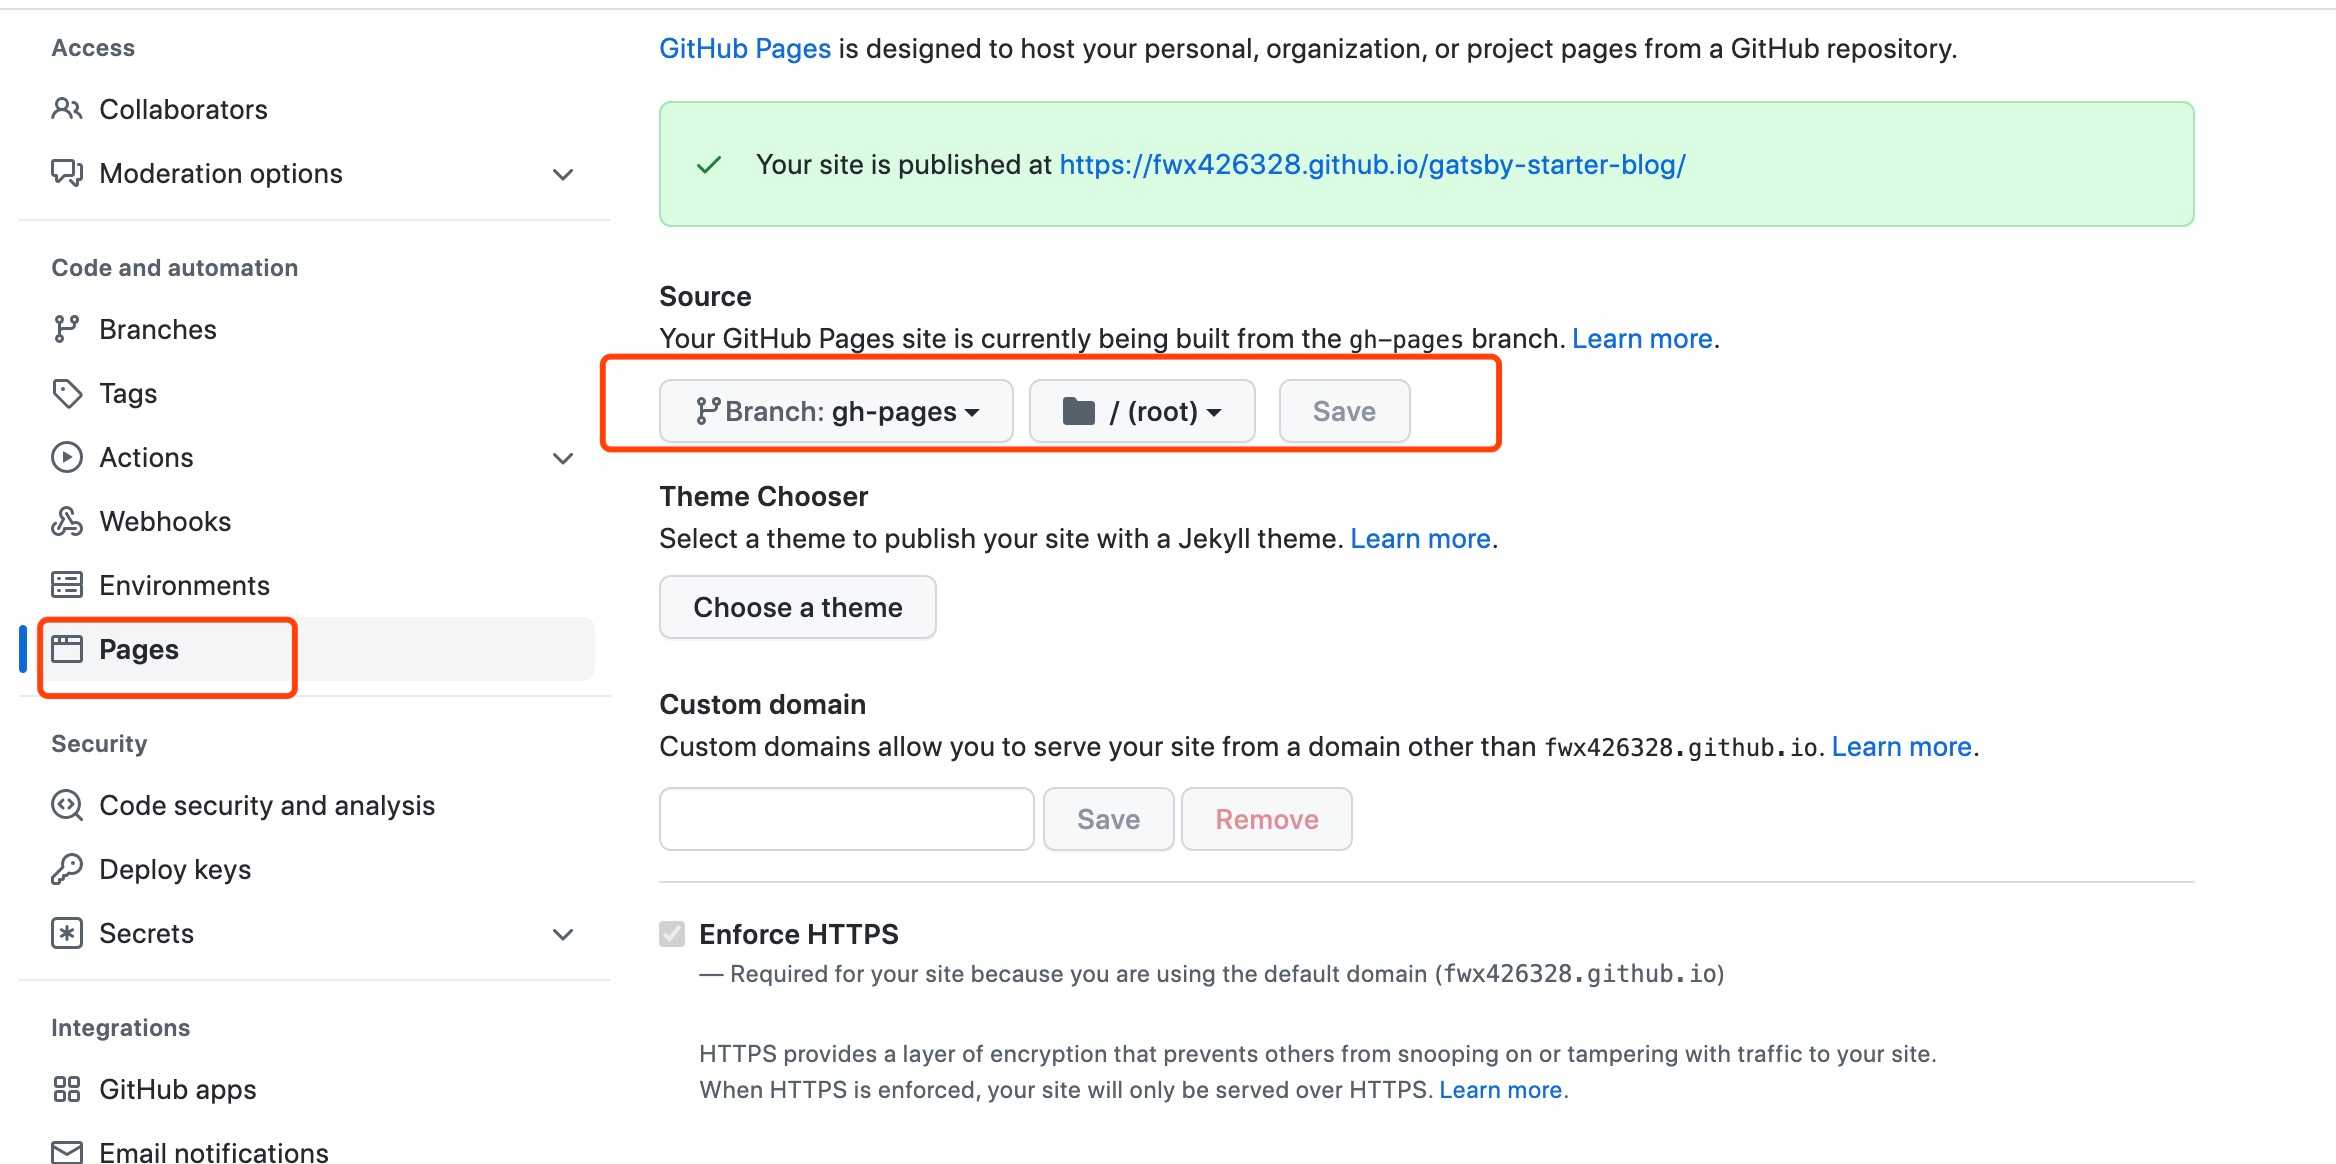 Access
Collaborators
Moderation options
Code and automation
Branches
Tags
Actions
Webhooks
Environments
Pages
Security
Code security and analysis
Deploy keys
Secrets
Integrations
GitHub apps
Email notifications
GitHub Pages is designed to host your personal, organization, or project pages from a GitHub repository.
Your site is published at https://fwx426328.github.io/gatsby-starter-blog/
Source
Your GitHub Pages site is currently being built from the gh-pages branch. Learn more.
Branch: gh-pages / (root) Save
Theme Chooser
Select a theme to publish your site with a Jekyll theme. Learn more.
Choose a theme
Custom domain
Custom domains allow you to serve your site from a domain other than fwx426328.github.io. Learn more.
Save Remove
Enforce HTTPS
— Required for your site because you are using the default domain (fwx426328.github.io)
HTTPS provides a layer of encryption that prevents others from snooping on or tampering with traffic to your site.
When HTTPS is enforced, your site will only be served over HTTPS. Learn more.